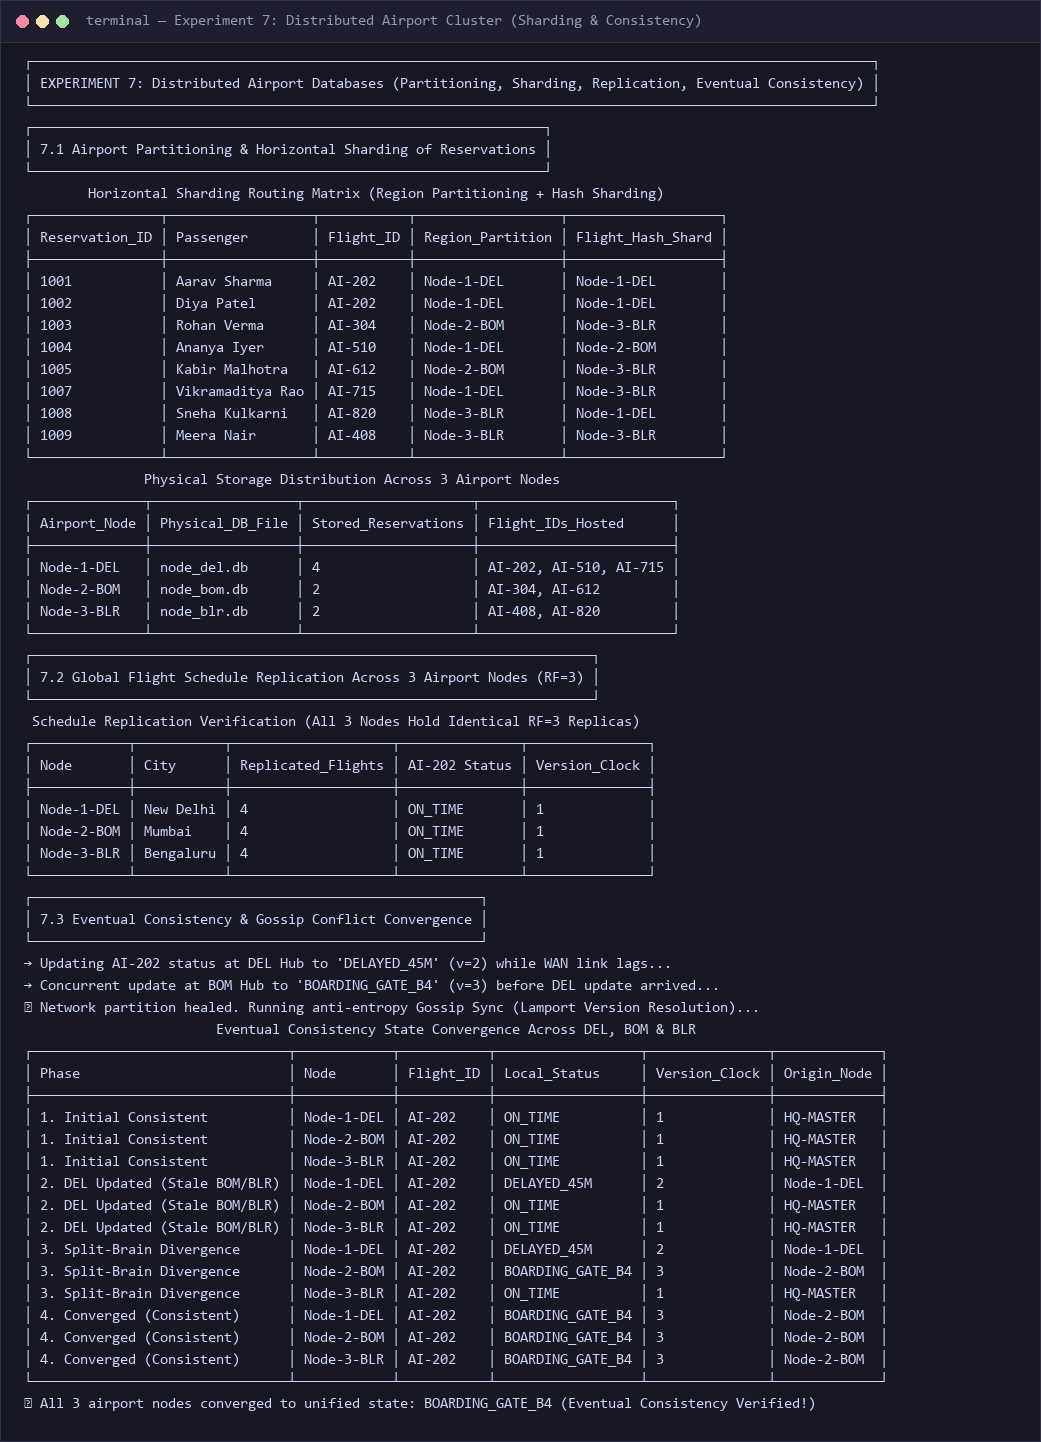 terminal — Experiment 7: Distributed Airport Cluster (Sharding & Consistency)
EXPERIMENT 7: Distributed Airport Databases (Partitioning, Sharding, Replication, Eventual Consistency)
7.1 Airport Partitioning & Horizontal Sharding of Reservations
Horizontal Sharding Routing Matrix (Region Partitioning + Hash Sharding)
Reservation_ID │ Passenger │ Flight_ID │ Region_Partition │ Flight_Hash_Shard
1001 │ Aarav Sharma │ AI-202 │ Node-1-DEL │ Node-1-DEL
1002 │ Diya Patel │ AI-202 │ Node-1-DEL │ Node-1-DEL
1003 │ Rohan Verma │ AI-304 │ Node-2-BOM │ Node-3-BLR
1004 │ Ananya Iyer │ AI-510 │ Node-1-DEL │ Node-2-BOM
1005 │ Kabir Malhotra │ AI-612 │ Node-2-BOM │ Node-3-BLR
1007 │ Vikramaditya Rao │ AI-715 │ Node-1-DEL │ Node-3-BLR
1008 │ Sneha Kulkarni │ AI-820 │ Node-3-BLR │ Node-1-DEL
1009 │ Meera Nair │ AI-408 │ Node-3-BLR │ Node-3-BLR
Physical Storage Distribution Across 3 Airport Nodes
Airport_Node │ Physical_DB_File │ Stored_Reservations │ Flight_IDs_Hosted
Node-1-DEL │ node_del.db │ 4 │ AI-202, AI-510, AI-715
Node-2-BOM │ node_bom.db │ 2 │ AI-304, AI-612
Node-3-BLR │ node_blr.db │ 2 │ AI-408, AI-820
7.2 Global Flight Schedule Replication Across 3 Airport Nodes (RF=3)
Schedule Replication Verification (All 3 Nodes Hold Identical RF=3 Replicas)
Node │ City │ Replicated_Flights │ AI-202 Status │ Version_Clock
Node-1-DEL │ New Delhi │ 4 │ ON_TIME │ 1
Node-2-BOM │ Mumbai │ 4 │ ON_TIME │ 1
Node-3-BLR │ Bengaluru │ 4 │ ON_TIME │ 1
7.3 Eventual Consistency & Gossip Conflict Convergence
→ Updating AI-202 status at DEL Hub to 'DELAYED_45M' (v=2) while WAN link lags...
→ Concurrent update at BOM Hub to 'BOARDING_GATE_B4' (v=3) before DEL update arrived...
Network partition healed. Running anti-entropy Gossip Sync (Lamport Version Resolution)...
Eventual Consistency State Convergence Across DEL, BOM & BLR
Phase │ Node │ Flight_ID │ Local_Status │ Version_Clock │ Origin_Node
1. Initial Consistent │ Node-1-DEL │ AI-202 │ ON_TIME │ 1 │ HQ-MASTER
1. Initial Consistent │ Node-2-BOM │ AI-202 │ ON_TIME │ 1 │ HQ-MASTER
1. Initial Consistent │ Node-3-BLR │ AI-202 │ ON_TIME │ 1 │ HQ-MASTER
2. DEL Updated (Stale BOM/BLR) │ Node-1-DEL │ AI-202 │ DELAYED_45M │ 2 │ Node-1-DEL
2. DEL Updated (Stale BOM/BLR) │ Node-2-BOM │ AI-202 │ ON_TIME │ 1 │ HQ-MASTER
2. DEL Updated (Stale BOM/BLR) │ Node-3-BLR │ AI-202 │ ON_TIME │ 1 │ HQ-MASTER
3. Split-Brain Divergence │ Node-1-DEL │ AI-202 │ DELAYED_45M │ 2 │ Node-1-DEL
3. Split-Brain Divergence │ Node-2-BOM │ AI-202 │ BOARDING_GATE_B4 │ 3 │ Node-2-BOM
3. Split-Brain Divergence │ Node-3-BLR │ AI-202 │ ON_TIME │ 1 │ HQ-MASTER
4. Converged (Consistent) │ Node-1-DEL │ AI-202 │ BOARDING_GATE_B4 │ 3 │ Node-2-BOM
4. Converged (Consistent) │ Node-2-BOM │ AI-202 │ BOARDING_GATE_B4 │ 3 │ Node-2-BOM
4. Converged (Consistent) │ Node-3-BLR │ AI-202 │ BOARDING_GATE_B4 │ 3 │ Node-2-BOM
All 3 airport nodes converged to unified state: BOARDING_GATE_B4 (Eventual Consistency Verified!)